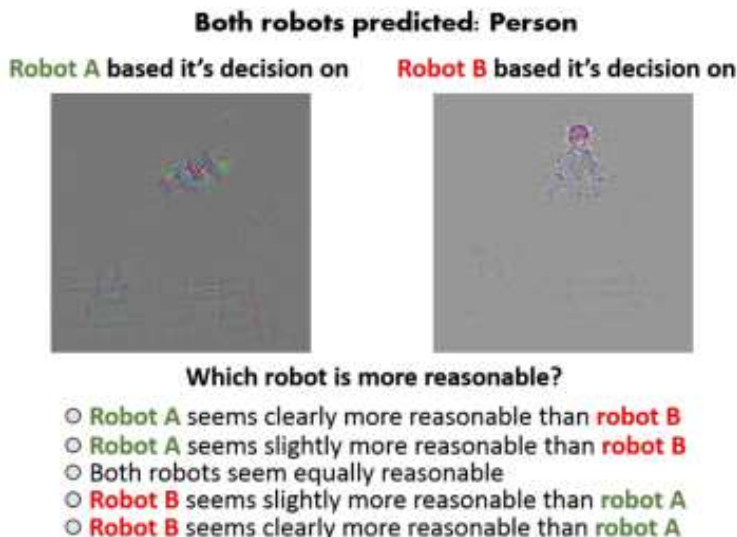 Both robots predicted: Person
Robot A based it's decision on
Robot B based it's decision on
Which robot is more reasonable?
Robot A seems clearly more reasonable than robot B
Robot A seems slightly more reasonable than robot B
Both robots seem equally reasonable
Robot B seems slightly more reasonable than robot A
Robot B seems clearly more reasonable than robot A